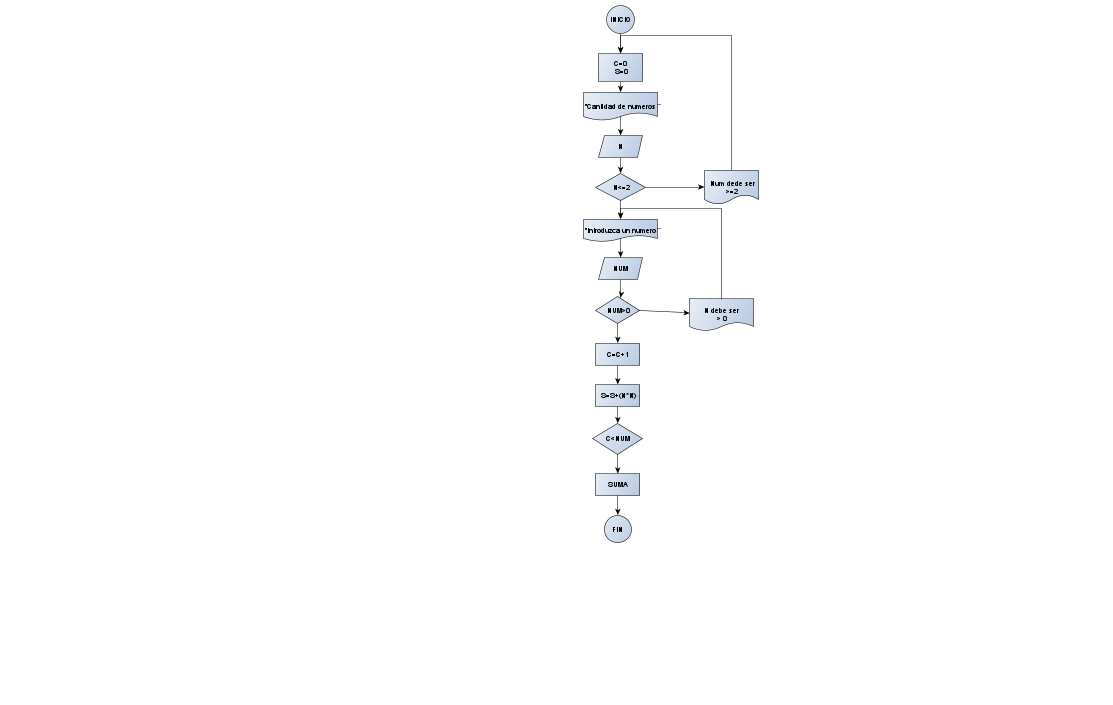 INICIO
C=0
S=0
"Cantidad de numeros
N
N<=2
Num dede ser
>=2
"Introduzca un numero
NUM
NUM>0
N debe ser
> 0
C=C+1
S=S+(N*N)
C<NUM
SUMA
FIN